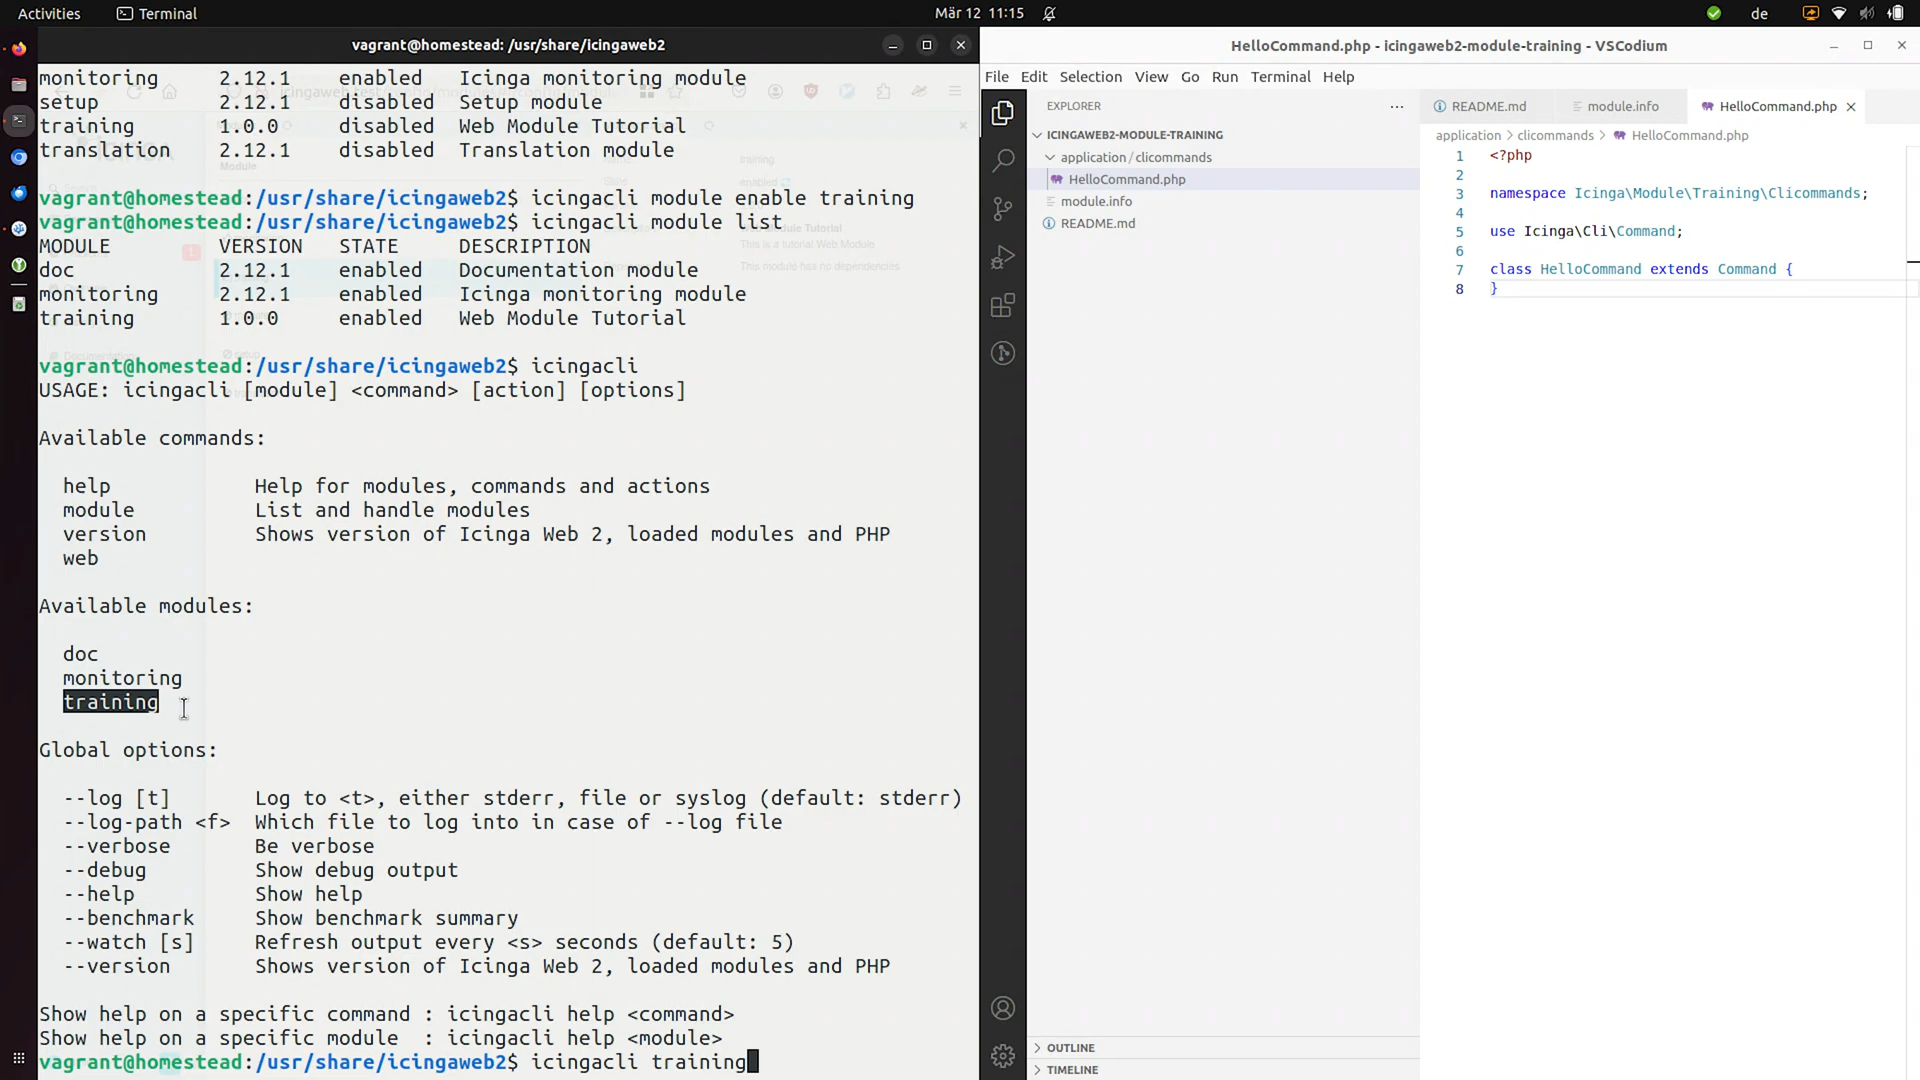 Activities
Terminal
Mär 12 11:15
de
vagrant@homestead: /usr/share/icingaweb2
monitoring 2.12.1 enabled Icinga monitoring module
setup 2.12.1 disabled Setup module
training 1.0.0 disabled Web Module Tutorial
translation 2.12.1 disabled Translation module
vagrant@homestead:/usr/share/icingaweb2$ icingacli module enable training
vagrant@homestead:/usr/share/icingaweb2$ icingacli module list
MODULE VERSION STATE DESCRIPTION
doc 2.12.1 enabled Documentation module
monitoring 2.12.1 enabled Icinga monitoring module
training 1.0.0 enabled Web Module Tutorial
vagrant@homestead:/usr/share/icingaweb2$ icingacli
USAGE: icingacli [module] <command> [action] [options]
Available commands:
help Help for modules, commands and actions
module List and handle modules
version Shows version of Icinga Web 2, loaded modules and PHP
web
Available modules:
doc
monitoring
training
Global options:
--log [t] Log to <t>, either stderr, file or syslog (default: stderr)
--log-path <f> Which file to log into in case of --log file
--verbose Be verbose
--debug Show debug output
--help Show help
--benchmark Show benchmark summary
--watch [s] Refresh output every <s> seconds (default: 5)
--version Shows version of Icinga Web 2, loaded modules and PHP
Show help on a specific command : icingacli help <command>
Show help on a specific module : icingacli help <module>
vagrant@homestead:/usr/share/icingaweb2$ icingacli training
HelloCommand.php - icingaweb2-module-training - VSCodium
File Edit Selection View Go Run Terminal Help
EXPLORER
ICINGAWEB2-MODULE-TRAINING
application / clicommands
HelloCommand.php
module.info
README.md
OUTLINE
TIMELINE
README.md module.info HelloCommand.php
application > clicommands > HelloCommand.php
1 <?php
2
3 namespace Icinga\Module\Training\Clicommands;
4
5 use Icinga\Cli\Command;
6
7 class HelloCommand extends Command {
8 }